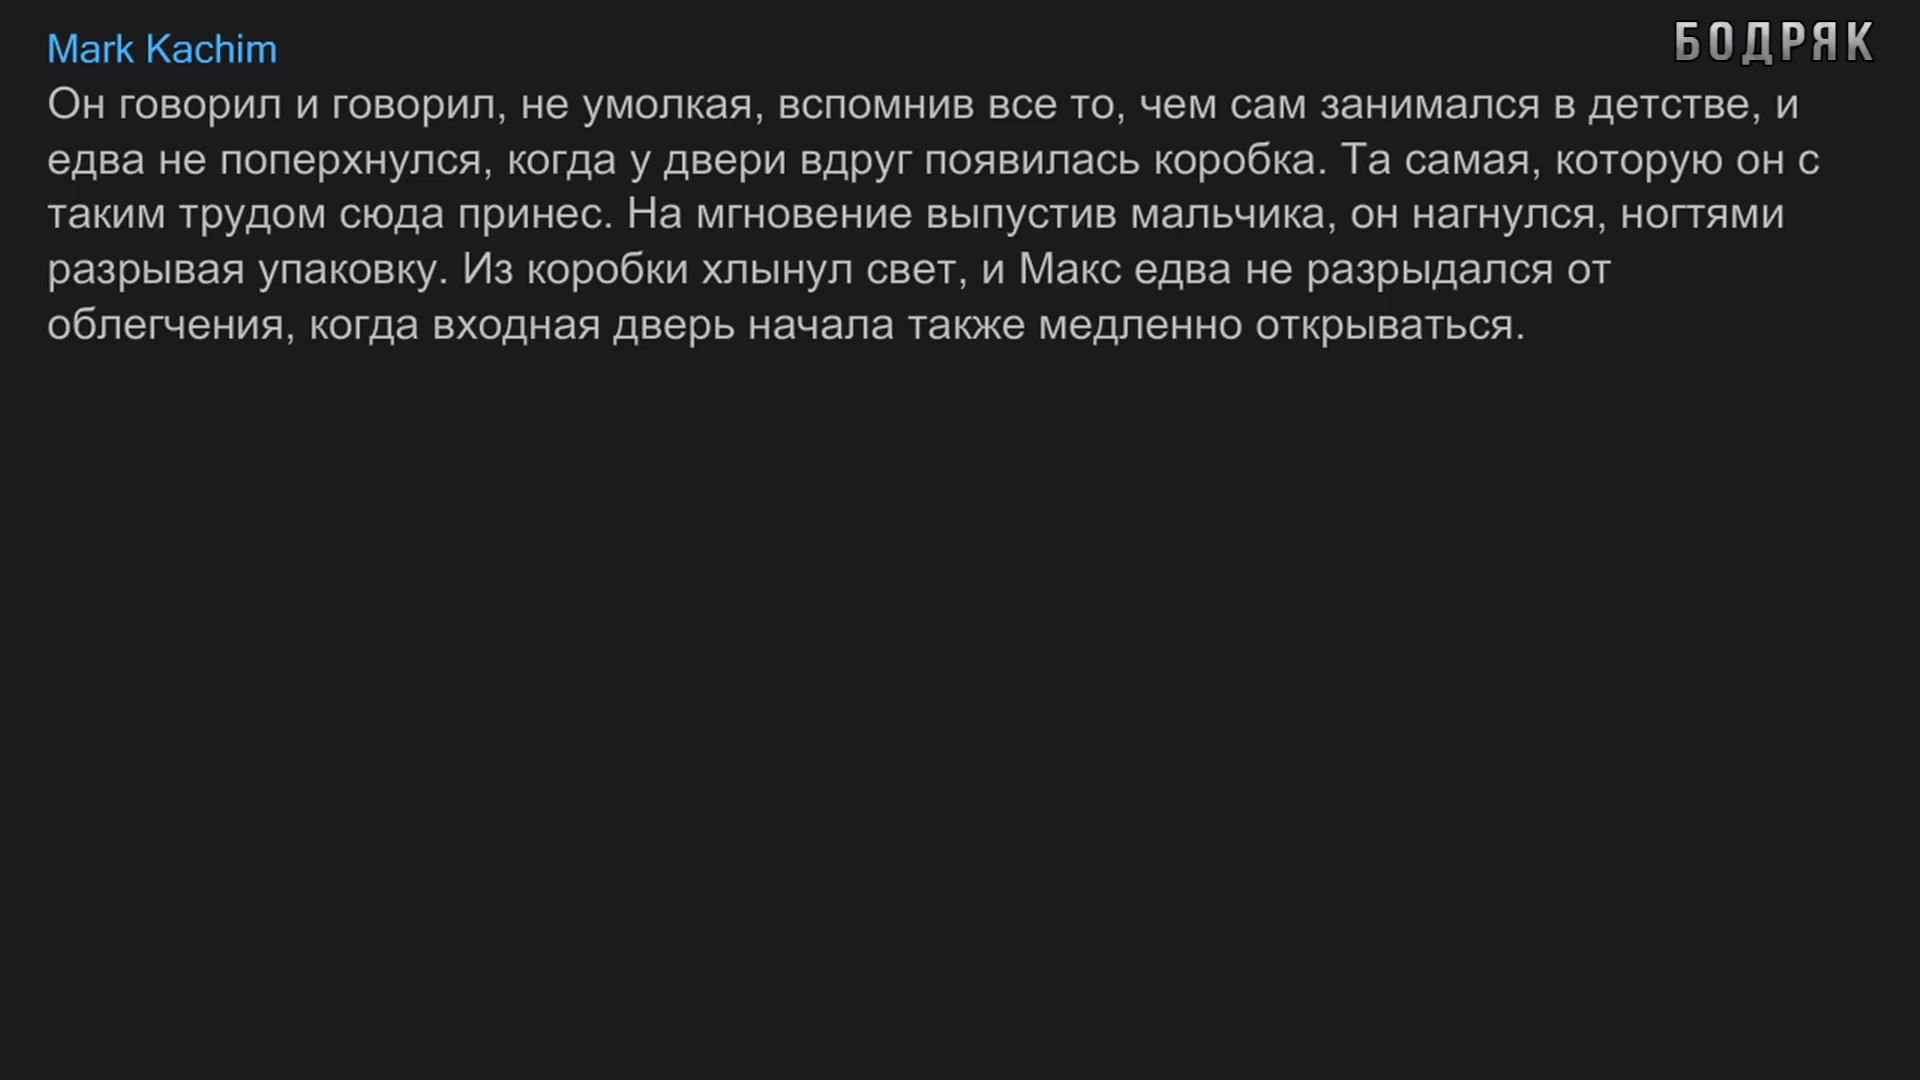 Mark Kachim
БОДРЯК
Он говорил и говорил, не умолкая, вспомнив все то, чем сам занимался в детстве, и
едва не поперхнулся, когда у двери вдруг появилась коробка. Та самая, которую он с
таким трудом сюда принес. На мгновение выпустив мальчика, он нагнулся, ногтями
разрывая упаковку. Из коробки хлынул свет, и Макс едва не разрыдался от
облегчения, когда входная дверь начала также медленно открываться.